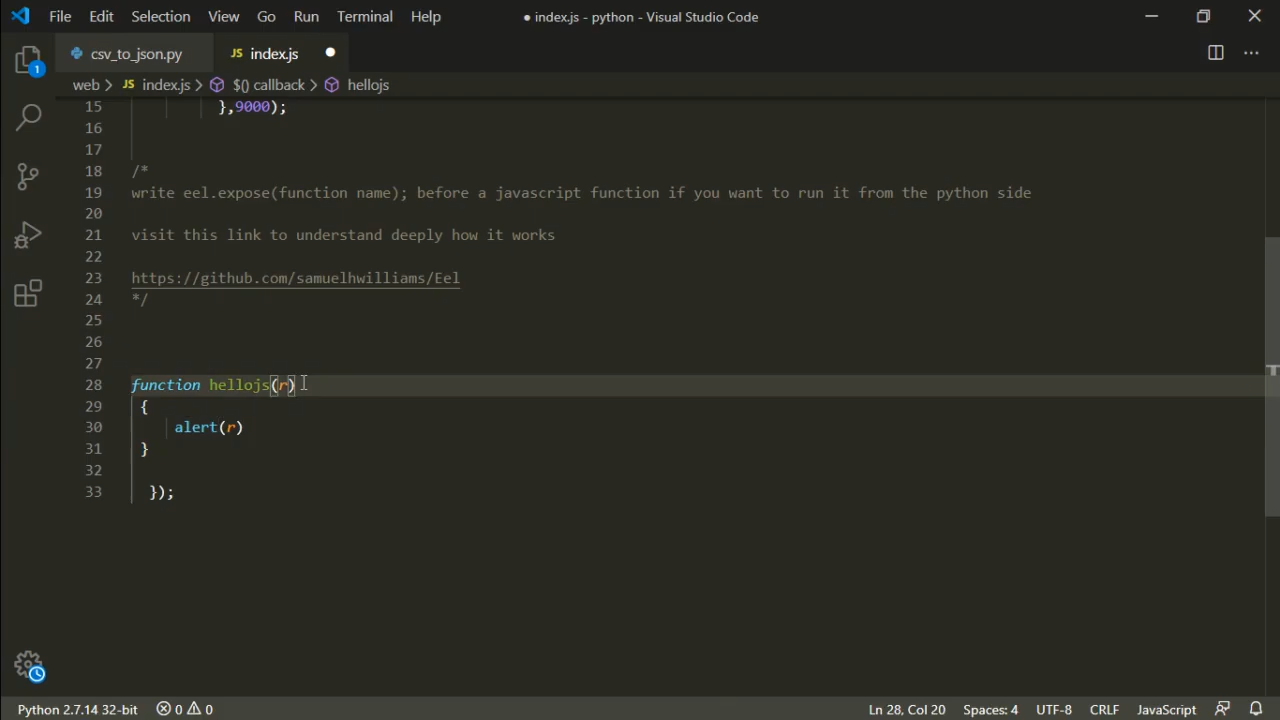 File Edit Selection View Go Run Terminal Help ● index.js - python - Visual Studio Code
csv_to_json.py JS index.js ●
1
web > JS index.js > $() callback > hellojs
15 },9000);
16
17
18 /*
19 write eel.expose(function name); before a javascript function if you want to run it from the python side
20
21 visit this link to understand deeply how it works
22
23 https://github.com/samuelhwilliams/Eel
24 */
25
26
27
28 function hellojs(r)
29 {
30 alert(r)
31 }
32
33 });
Python 2.7.14 32-bit 0 0 Ln 28, Col 20 Spaces: 4 UTF-8 CRLF JavaScript